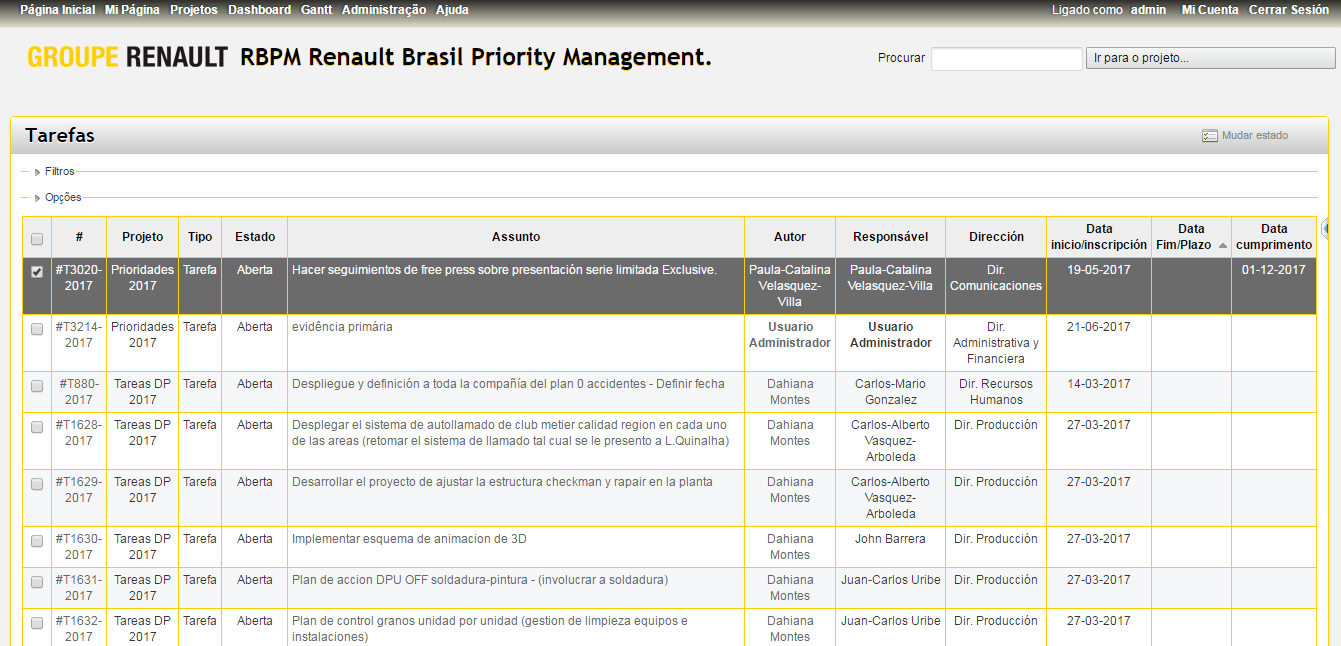 Página Inicial Mi Página Projetos Dashboard Gantt Administração Ajuda Ligado como admin Mi Cuenta Cerrar Sesión
GROUPE RENAULT RBPM Renault Brasil Priority Management. Procurar Ir para o projeto...
Tarefas Mudar estado
Filtros
Opções
# Projeto Tipo Estado Assunto Autor Responsável Dirección Data inicio/inscripción Data Fim/Plazo Data cumprimento
#T3020-2017 Prioridades 2017 Tarefa Aberta Hacer seguimientos de free press sobre presentación serie limitada Exclusive. Paula-Catalina Velasquez-Villa Paula-Catalina Velasquez-Villa Dir. Comunicaciones 19-05-2017 01-12-2017
#T3214-2017 Prioridades 2017 Tarefa Aberta evidência primária Usuario Administrador Usuario Administrador Dir. Administrativa y Financiera 21-06-2017
#T880-2017 Tareas DP 2017 Tarefa Aberta Despliegue y definición a toda la compañía del plan 0 accidentes - Definir fecha Dahiana Montes Carlos-Mario Gonzalez Dir. Recursos Humanos 14-03-2017
#T1628-2017 Tareas DP 2017 Tarefa Aberta Desplegar el sistema de autollamado de club metier calidad region en cada uno de las areas (retomar el sistema de llamado tal cual se le presento a L.Quinalha) Dahiana Montes Carlos-Alberto Vasquez-Arboleda Dir. Producción 27-03-2017
#T1629-2017 Tareas DP 2017 Tarefa Aberta Desarrollar el proyecto de ajustar la estructura checkman y rapair en la planta Dahiana Montes Carlos-Alberto Vasquez-Arboleda Dir. Producción 27-03-2017
#T1630-2017 Tareas DP 2017 Tarefa Aberta Implementar esquema de animacion de 3D Dahiana Montes John Barrera Dir. Producción 27-03-2017
#T1631-2017 Tareas DP 2017 Tarefa Aberta Plan de accion DPU OFF soldadura-pintura - (involucrar a soldadura) Dahiana Montes Juan-Carlos Uribe Dir. Producción 27-03-2017
#T1632-2017 Tareas DP 2017 Tarefa Aberta Plan de control granos unidad por unidad (gestion de limpieza equipos e instalaciones) Dahiana Montes Juan-Carlos Uribe Dir. Producción 27-03-2017